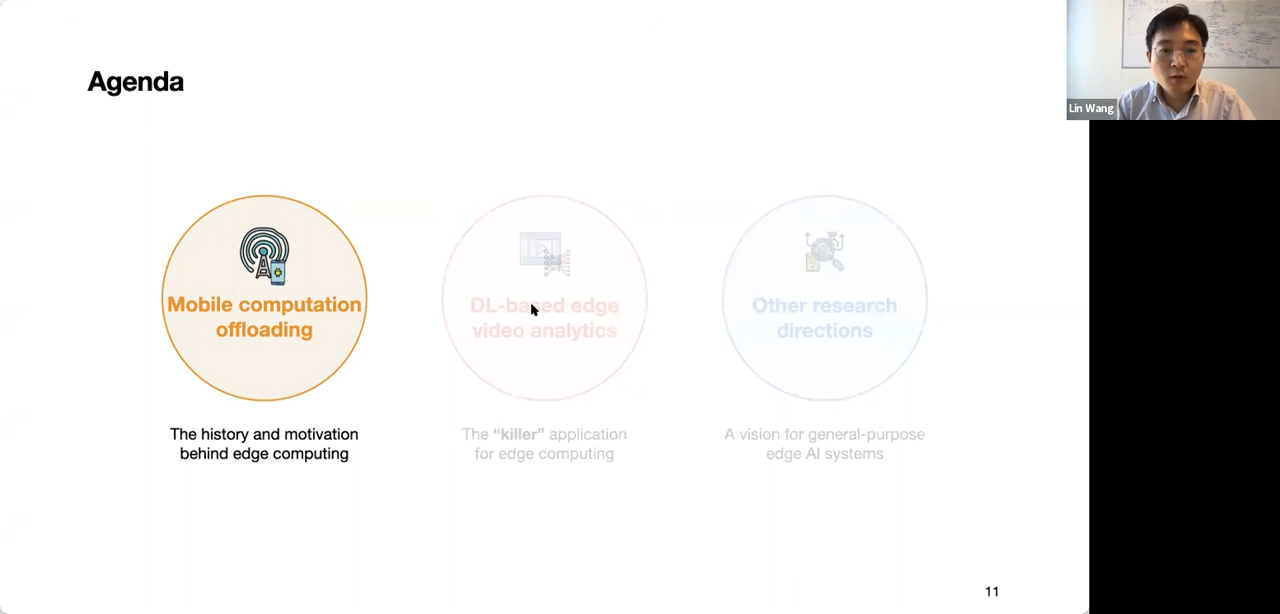 Agenda
Lin Wang
Mobile computation
offloading
DL-based edge
video analytics
Other research
directions
The history and motivation
behind edge computing
The “killer” application
for edge computing
A vision for general-purpose
edge AI systems
11